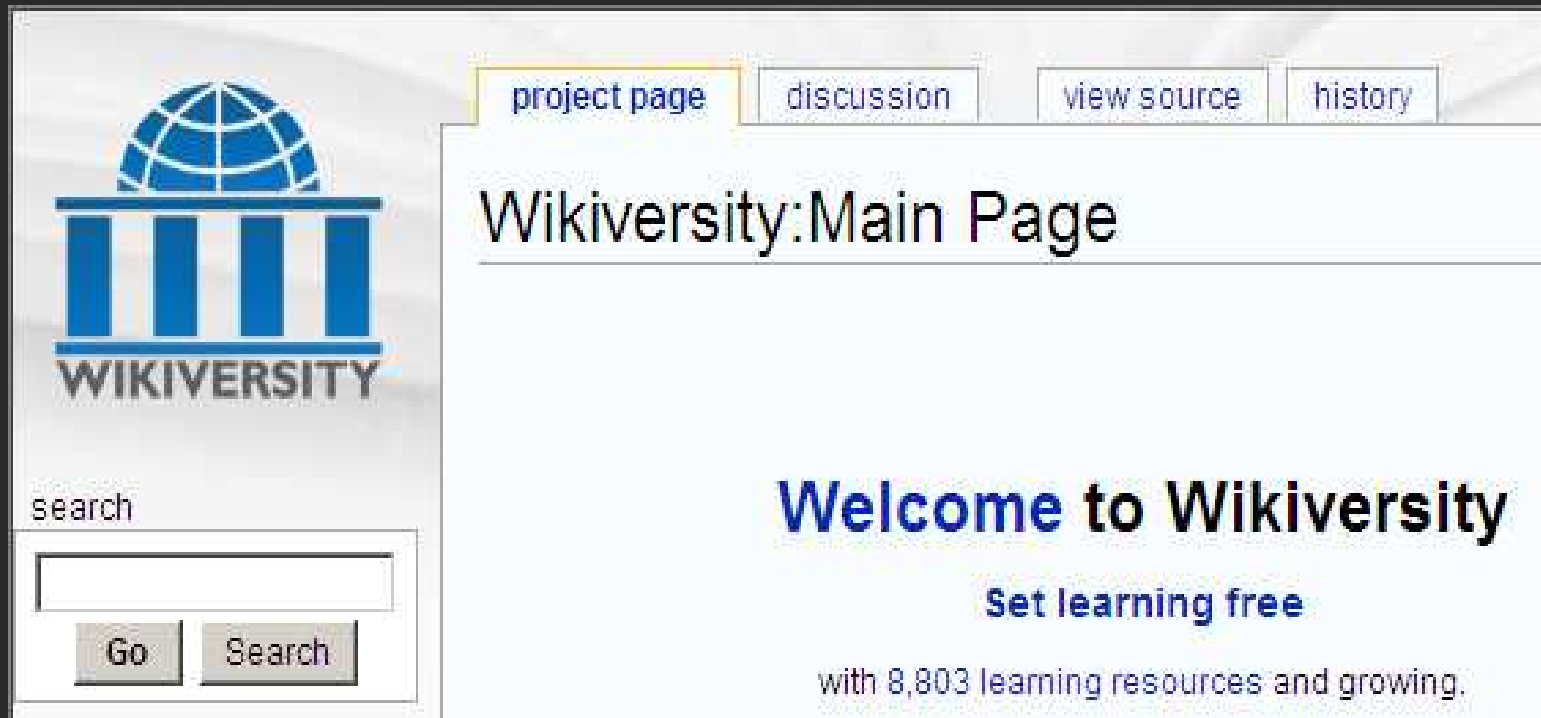 project page discussion view source history
Wikiversity:Main Page
WIKIVERSITY
Welcome to Wikiversity
Set learning free
with 8,803 learning resources and growing.
search
Go Search